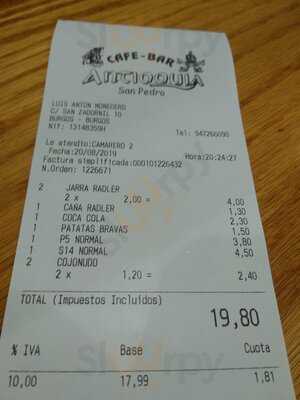 CAFE-BAR
ANTIOQUIA
San Pedro
LUIS ANTON MONEDERO
C/ SAN ZADORNIL 10
BURGOS - BURGOS
NIF: 13148359H
Tel: 947266090
Le atendito: CAMARERO 2
Fecha:20/08/2019
Hora:20:24:27
Factura simplificada:000101226432
N.Orden: 1226671
2 JARRA RADLER
2 x 2,00 = 4,00
1 CAÑA RADLER 1,30
1 COCA COLA 2,30
1 PATATAS BRAVAS 1,50
1 P5 NORMAL 3,80
1 S14 NORMAL 4,50
2 COJONUDO
2 x 1,20 = 2,40
TOTAL (Impuestos Incluidos)
19,80
% IVA Base Cuota
10,00 17,99 1,81